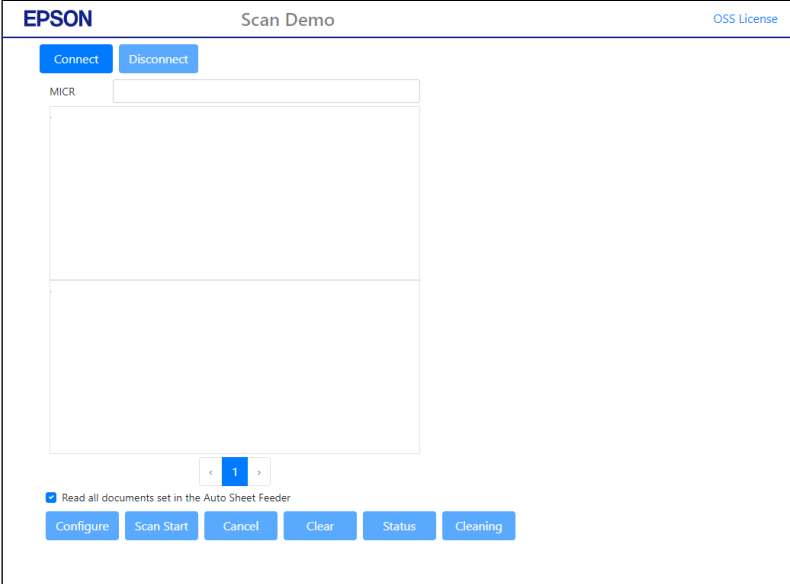 EPSON Scan Demo OSS License
Connect Disconnect
MICR
‹ 1 ›
Read all documents set in the Auto Sheet Feeder
Configure Scan Start Cancel Clear Status Cleaning